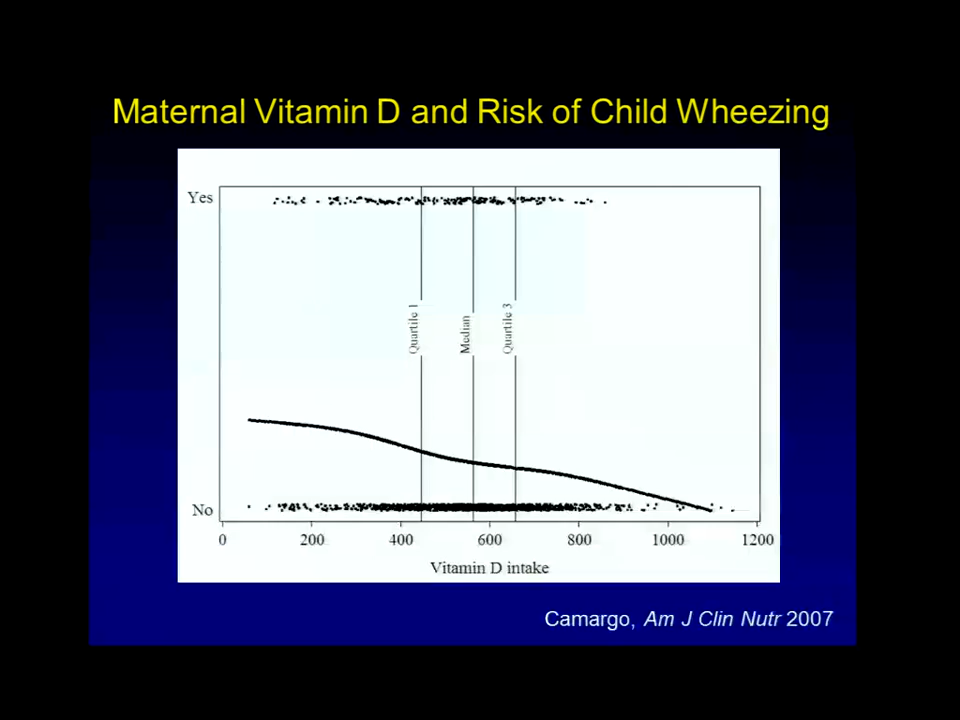 Maternal Vitamin D and Risk of Child Wheezing
Yes
Quartile 1
Median
Quartile 3
No
0 200 400 600 800 1000 1200
Vitamin D intake
Camargo, Am J Clin Nutr 2007